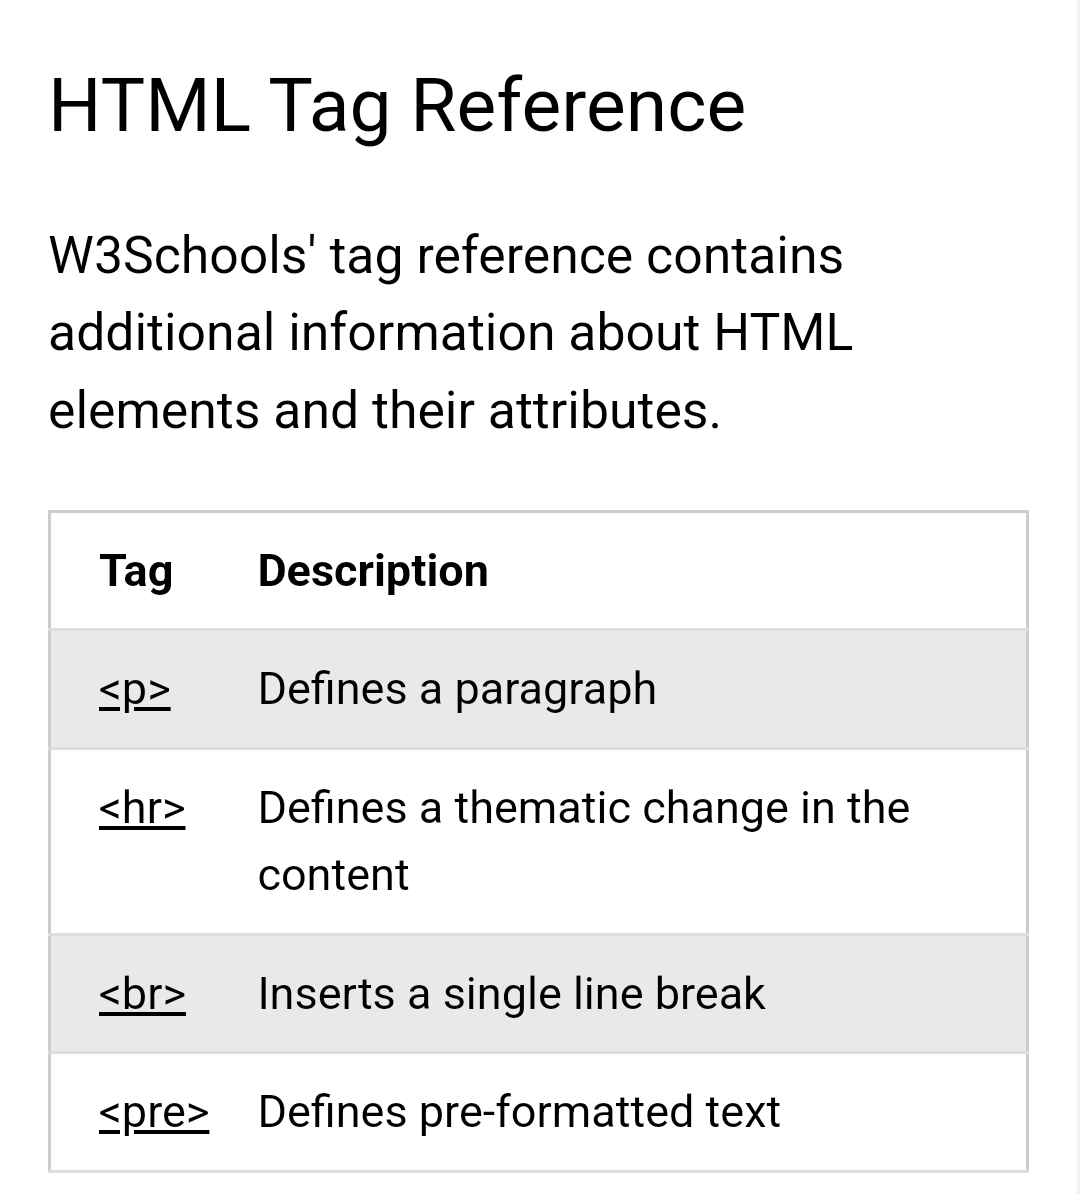 HTML Tag Reference
W3Schools' tag reference contains
additional information about HTML
elements and their attributes.
Tag Description
<p> Defines a paragraph
<hr> Defines a thematic change in the
content
<br> Inserts a single line break
<pre> Defines pre-formatted text